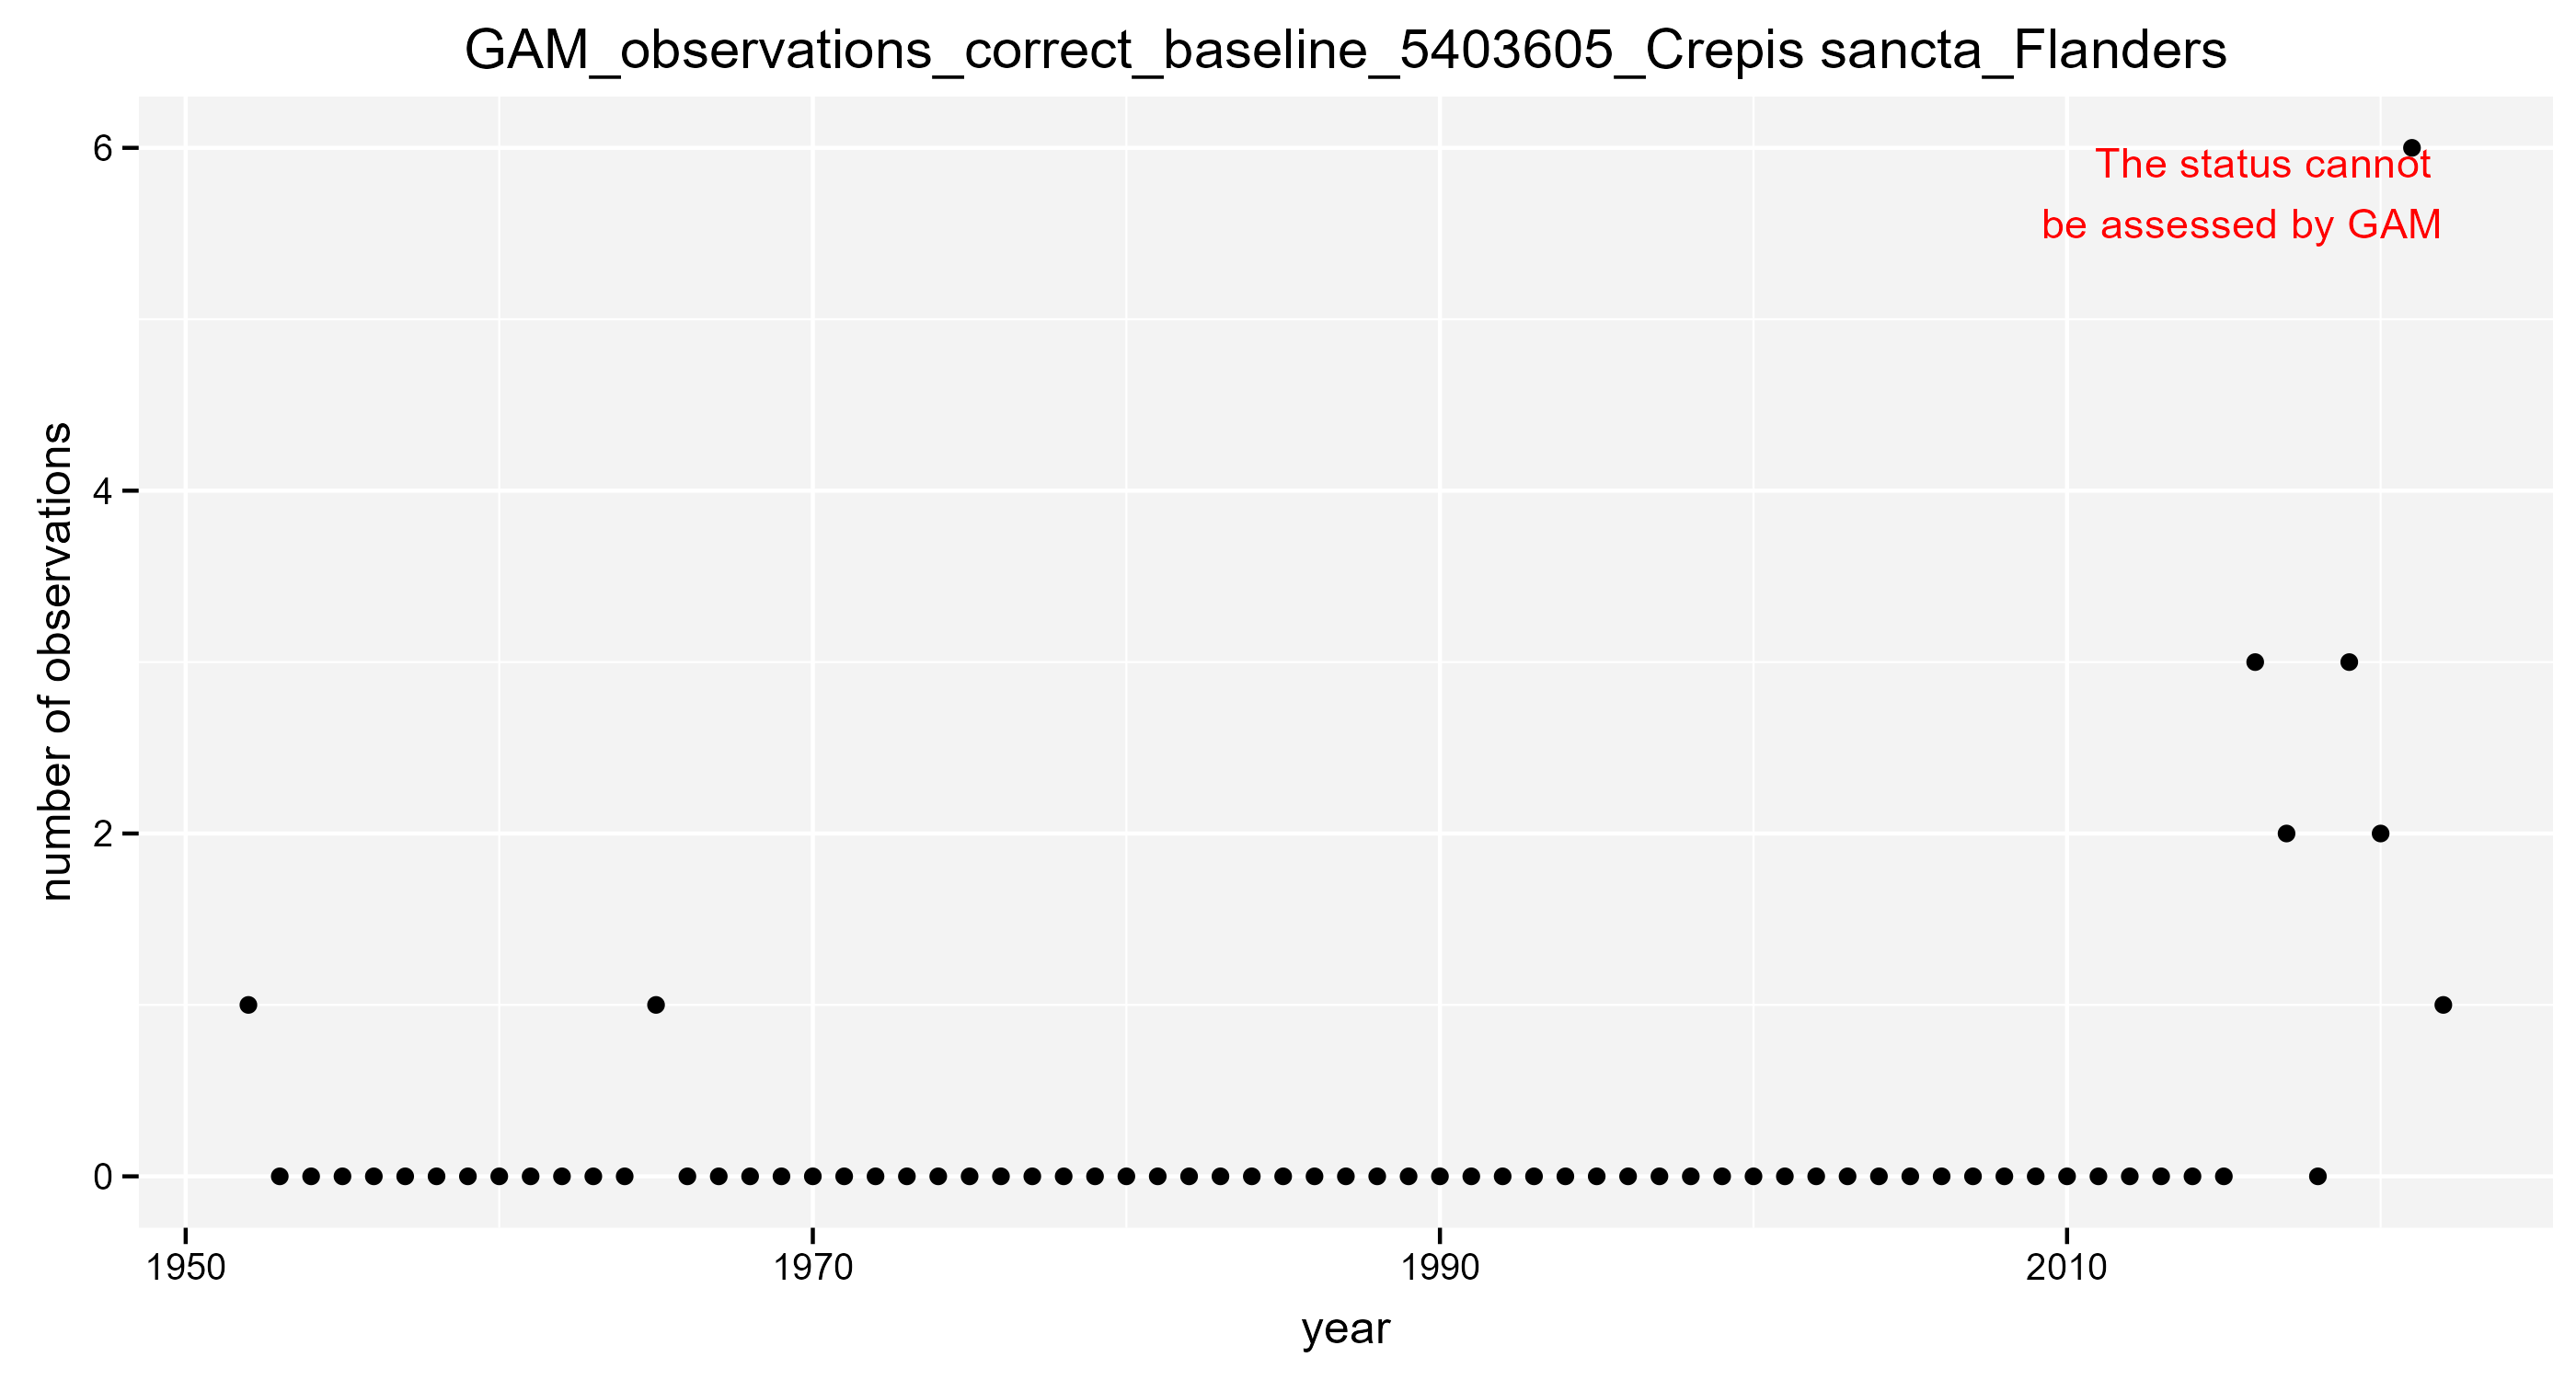 GAM_observations_correct_baseline_5403605_Crepis sancta_Flanders
6
The status cannot
be assessed by GAM
4
2
0
number of observations
1950 1970 1990 2010
year